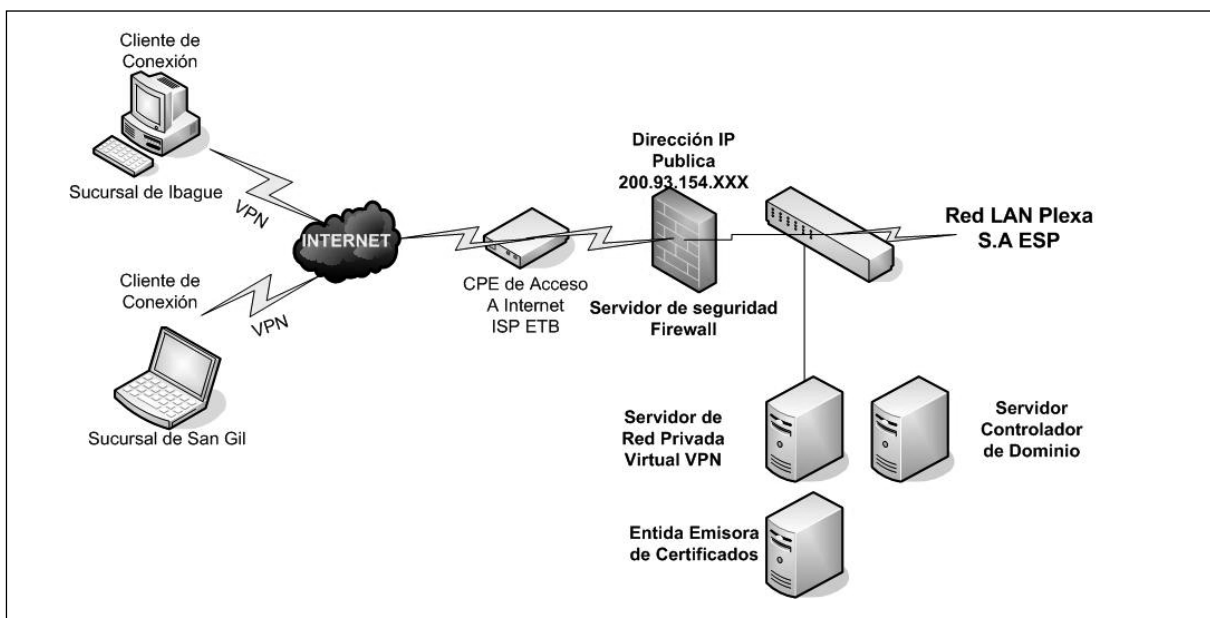 Cliente de
Conexión
Sucursal de Ibague
VPN
Cliente de
Conexión
VPN
Sucursal de San Gil
INTERNET
CPE de Acceso
A Internet
ISP ETB
Dirección IP
Publica
200.93.154.XXX
Servidor de seguridad
Firewall
Red LAN Plexa
S.A ESP
Servidor de
Red Privada
Virtual VPN
Servidor
Controlador
de Dominio
Entida Emisora
de Certificados